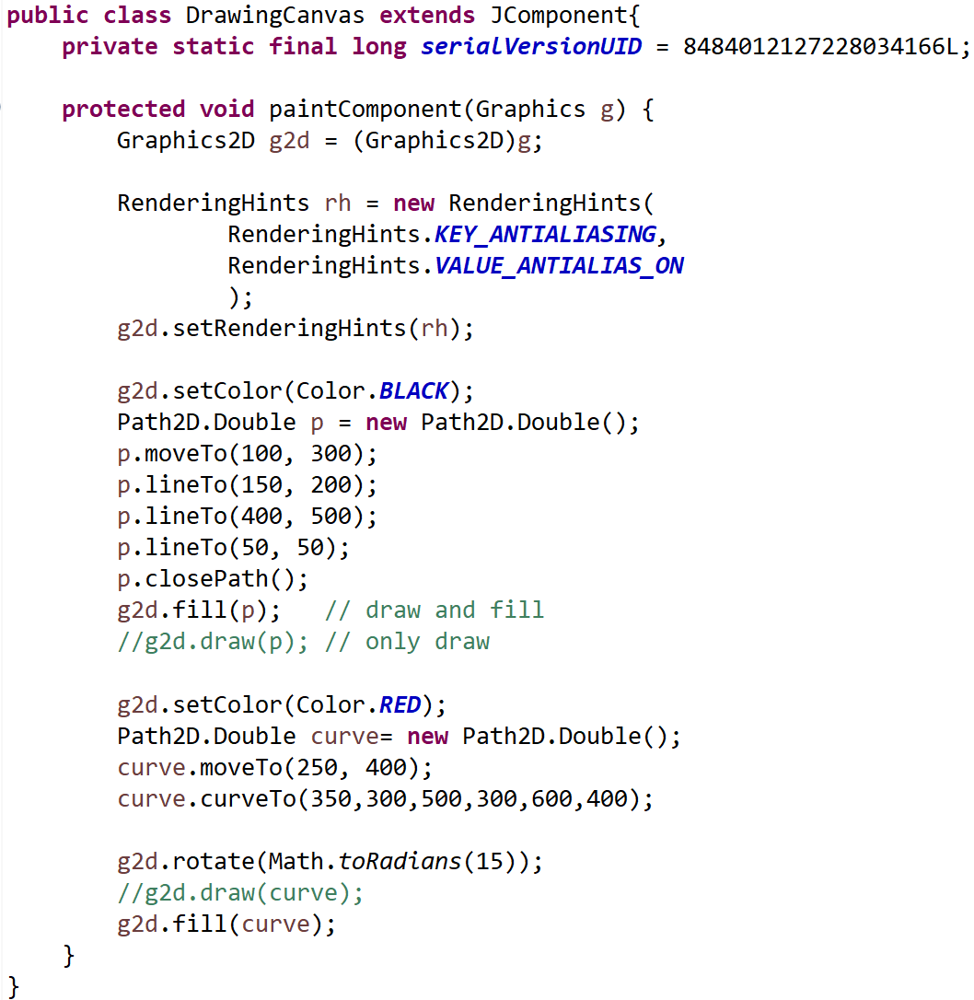 public class DrawingCanvas extends JComponent{
    private static final long serialVersionUID = 8484012127228034166L;

    protected void paintComponent(Graphics g) {
        Graphics2D g2d = (Graphics2D)g;

        RenderingHints rh = new RenderingHints(
                RenderingHints.KEY_ANTIALIASING,
                RenderingHints.VALUE_ANTIALIAS_ON
                );
        g2d.setRenderingHints(rh);

        g2d.setColor(Color.BLACK);
        Path2D.Double p = new Path2D.Double();
        p.moveTo(100, 300);
        p.lineTo(150, 200);
        p.lineTo(400, 500);
        p.lineTo(50, 50);
        p.closePath();
        g2d.fill(p);   // draw and fill
        //g2d.draw(p); // only draw

        g2d.setColor(Color.RED);
        Path2D.Double curve= new Path2D.Double();
        curve.moveTo(250, 400);
        curve.curveTo(350,300,500,300,600,400);

        g2d.rotate(Math.toRadians(15));
        //g2d.draw(curve);
        g2d.fill(curve);
    }
}